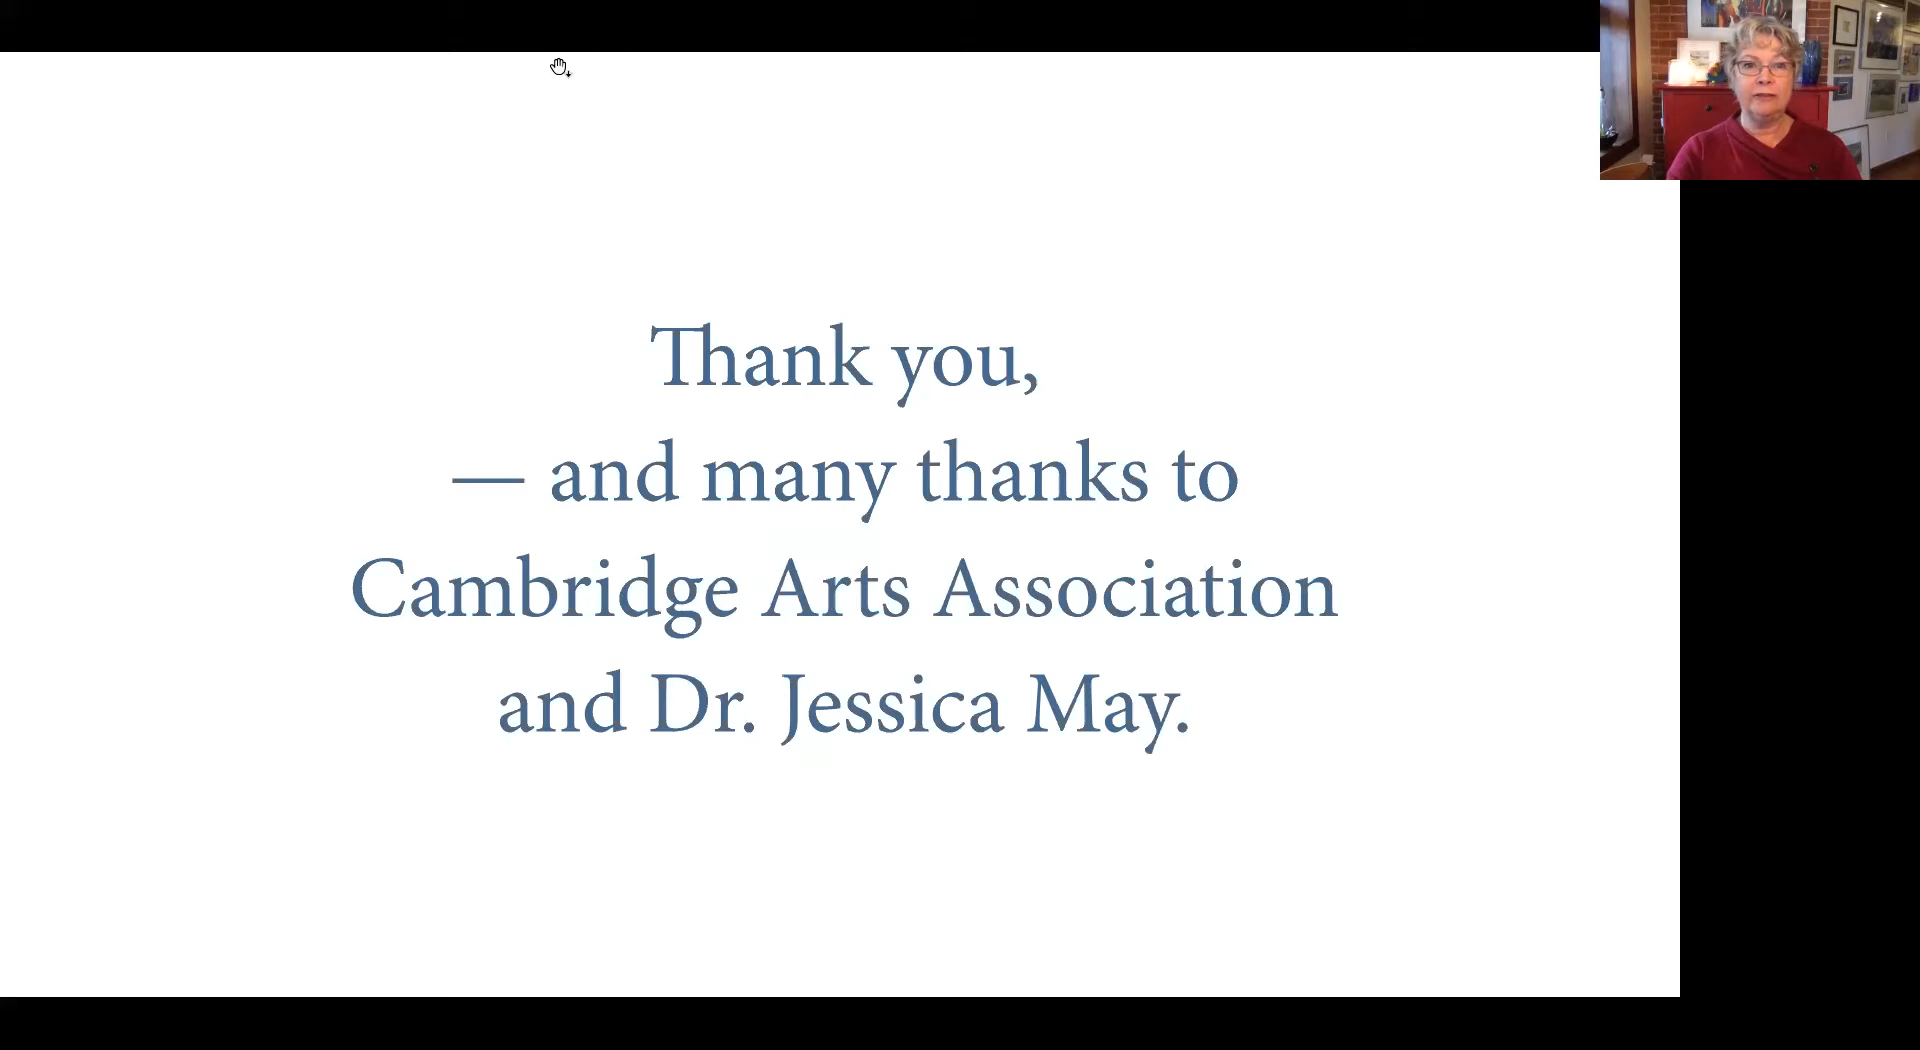 Thank you,
— and many thanks to
Cambridge Arts Association
and Dr. Jessica May.